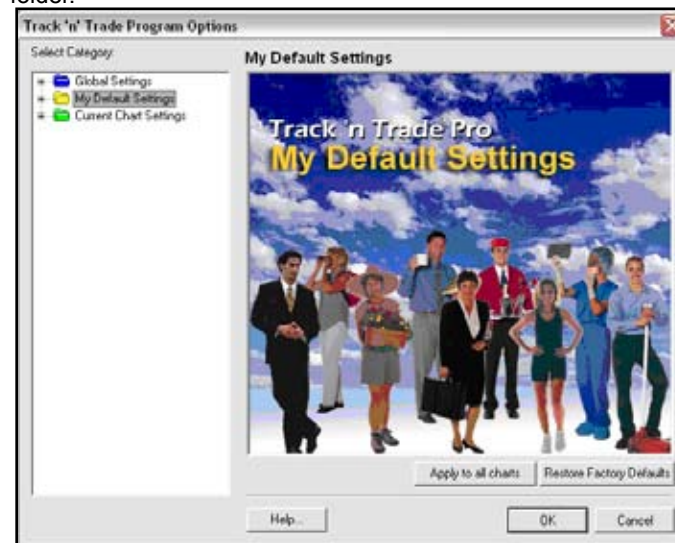 folder.
Track 'n' Trade Program Options
Select Category:
My Default Settings
Global Settings
My Default Settings
Current Chart Settings
Track 'n Trade Pro
My Default Settings
Apply to all charts
Restore Factory Defaults
Help...
OK
Cancel